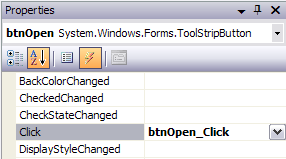 Properties
btnOpen System.Windows.Forms.ToolStripButton
BackColorChanged
CheckedChanged
CheckStateChanged
Click btnOpen_Click
DisplayStyleChanged